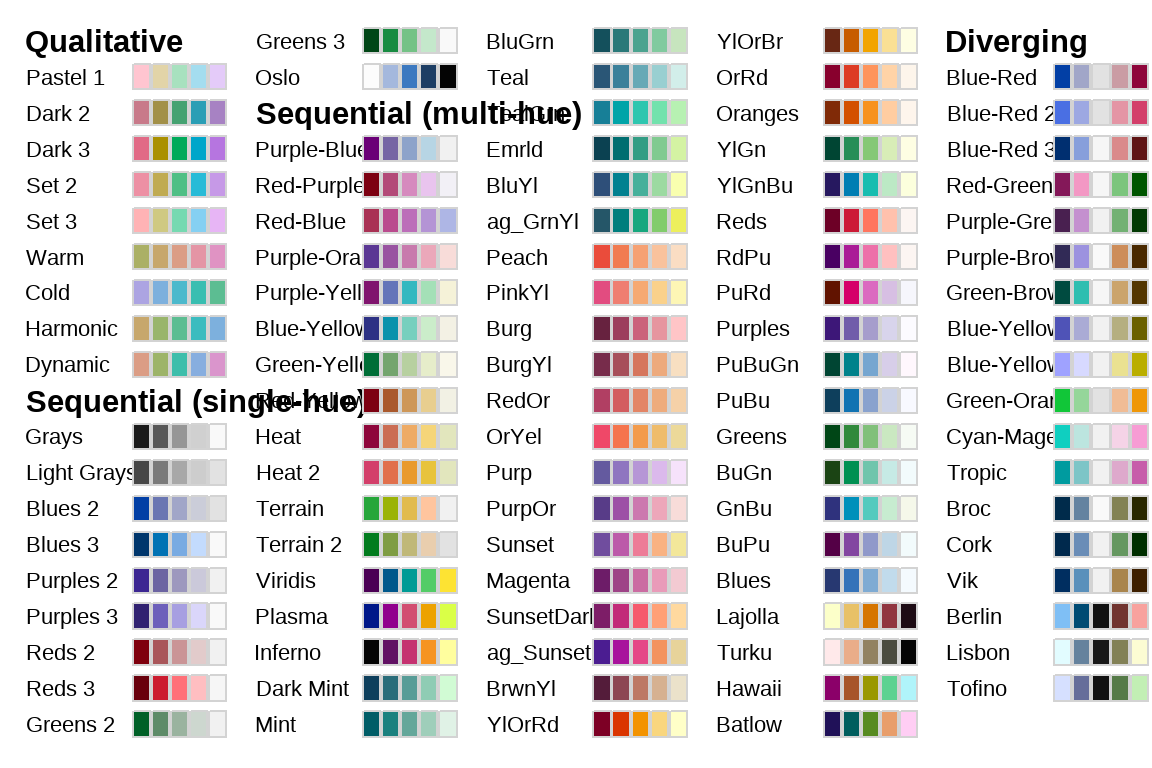 Qualitative
Pastel 1
Dark 2
Dark 3
Set 2
Set 3
Warm
Cold
Harmonic
Dynamic
Sequential (single-hue)
Grays
Light Grays
Blues 2
Blues 3
Purples 2
Purples 3
Reds 2
Reds 3
Greens 2
Greens 3
Oslo
Sequential (multi-hue)
Purple-Blue
Red-Purple
Red-Blue
Purple-Ora
Purple-Yell
Blue-Yellow
Green-Yell
Red-Yellow
Heat
Heat 2
Terrain
Terrain 2
Viridis
Plasma
Inferno
Dark Mint
Mint
BluGrn
Teal
TealGrn
Emrld
BluYl
ag_GrnYl
Peach
PinkYl
Burg
BurgYl
RedOr
OrYel
Purp
PurpOr
Sunset
Magenta
SunsetDark
ag_Sunset
BrwnYl
YlOrRd
YlOrBr
OrRd
Oranges
YlGn
YlGnBu
Reds
RdPu
PuRd
Purples
PuBuGn
PuBu
Greens
BuGn
GnBu
BuPu
Blues
Lajolla
Turku
Hawaii
Batlow
Diverging
Blue-Red
Blue-Red 2
Blue-Red 3
Red-Green
Purple-Gre
Purple-Brow
Green-Brow
Blue-Yellow
Blue-Yellow
Green-Oran
Cyan-Mage
Tropic
Broc
Cork
Vik
Berlin
Lisbon
Tofino